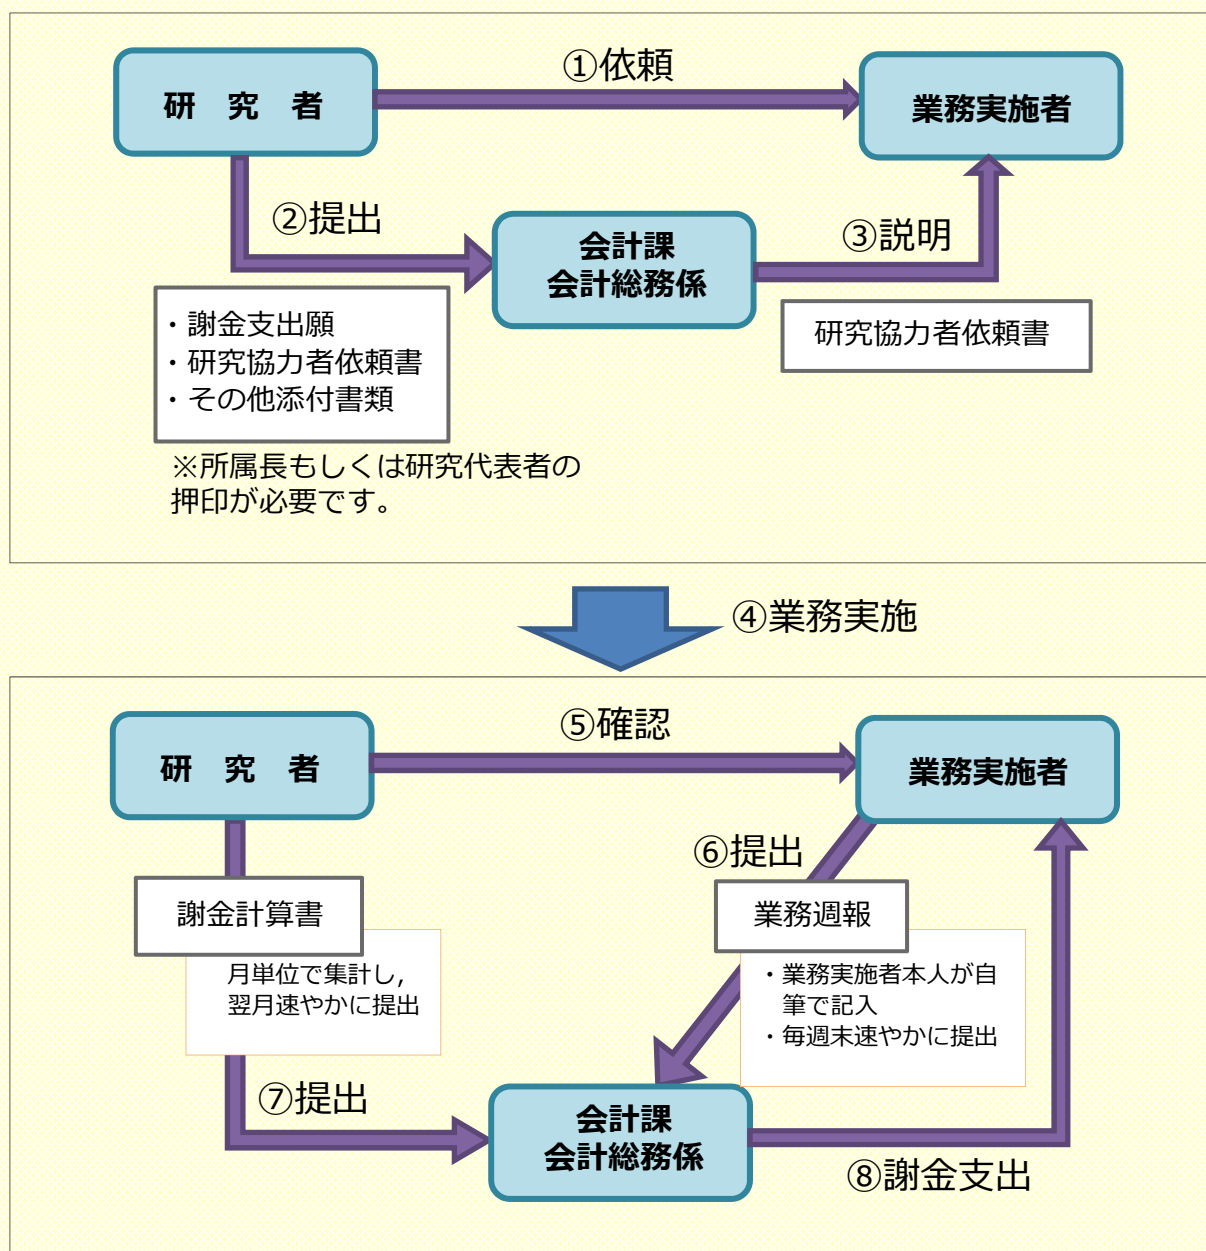 ①依頼
研　究　者
業務実施者
②提出
会計課
会計総務係
③説明
・謝金支出願
・研究協力者依頼書
・その他添付書類
研究協力者依頼書
※所属長もしくは研究代表者の
押印が必要です。
④業務実施
⑤確認
研　究　者
業務実施者
⑥提出
謝金計算書
業務週報
月単位で集計し,
翌月速やかに提出
・業務実施者本人が自
筆で記入
・毎週末速やかに提出
⑦提出
会計課
会計総務係
⑧謝金支出